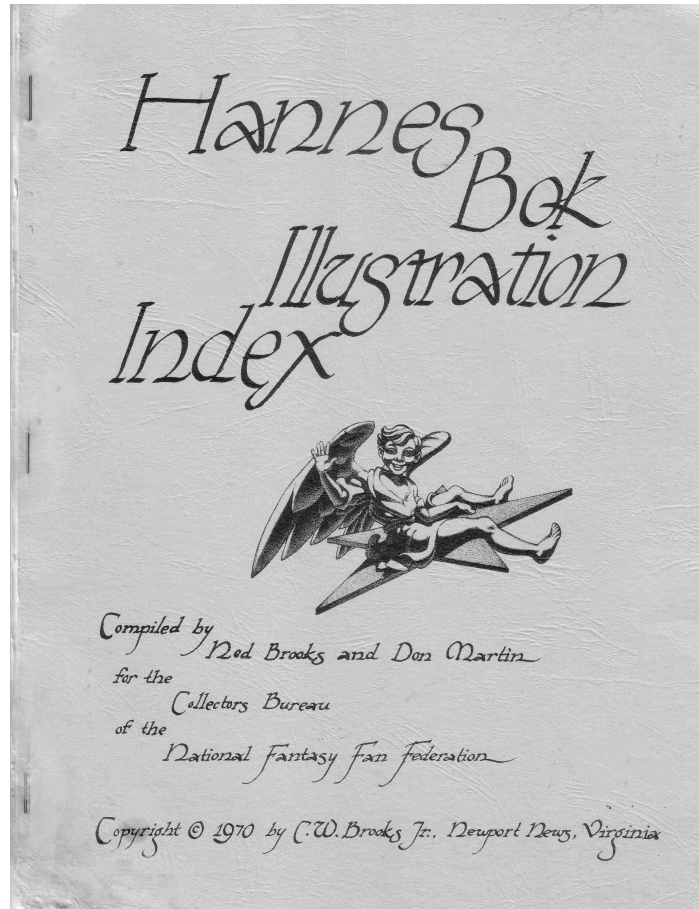 Hannes
Bok
Illustration
Index
Compiled by
Ned Brooks and Don Martin
for the
Collectors Bureau
of the
National Fantasy Fan Federation
Copyright © 1970 by C.W. Brooks Jr., Newport News, Virginia